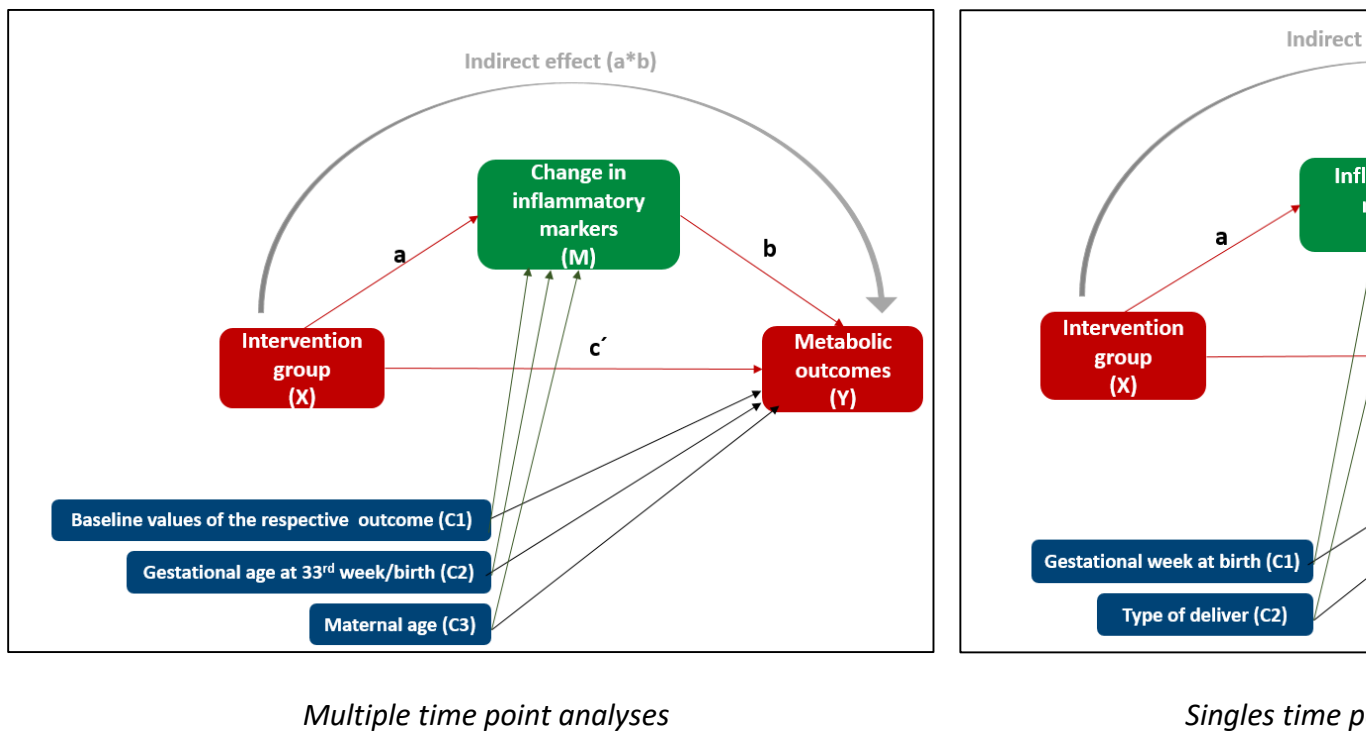 Indirect effect (a*b)
Change in
inflammatory
markers
(M)
a
b
Intervention
group
(X)
c´
Metabolic
outcomes
(Y)
Baseline values of the respective outcome (C1)
Gestational age at 33rd week/birth (C2)
Maternal age (C3)
Multiple time point analyses
Indirect
a
Intervention
group
(X)
Gestational week at birth (C1)
Type of deliver (C2)
Singles time